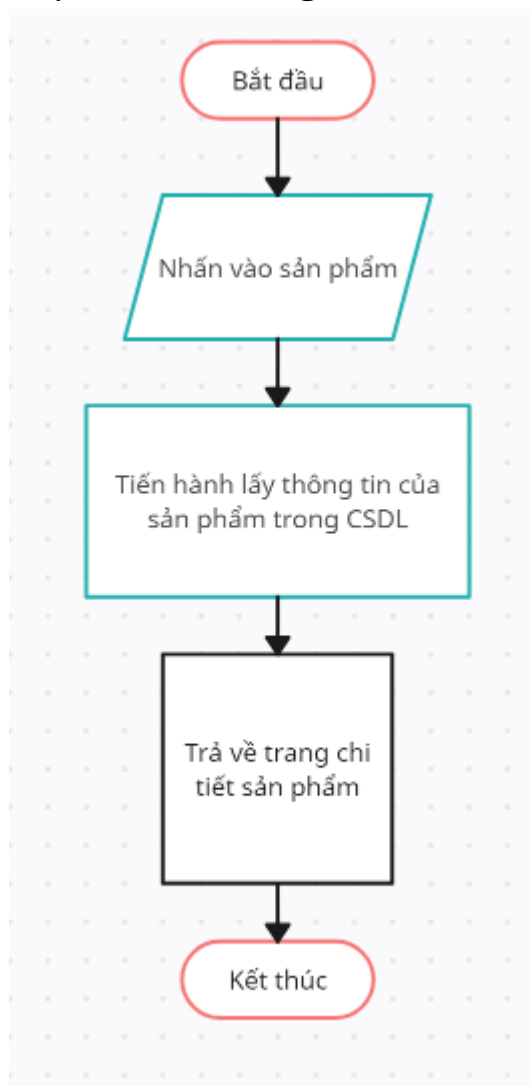 Bắt đầu
Nhấn vào sản phẩm
Tiến hành lấy thông tin của
sản phẩm trong CSDL
Trả về trang chi
tiết sản phẩm
Kết thúc